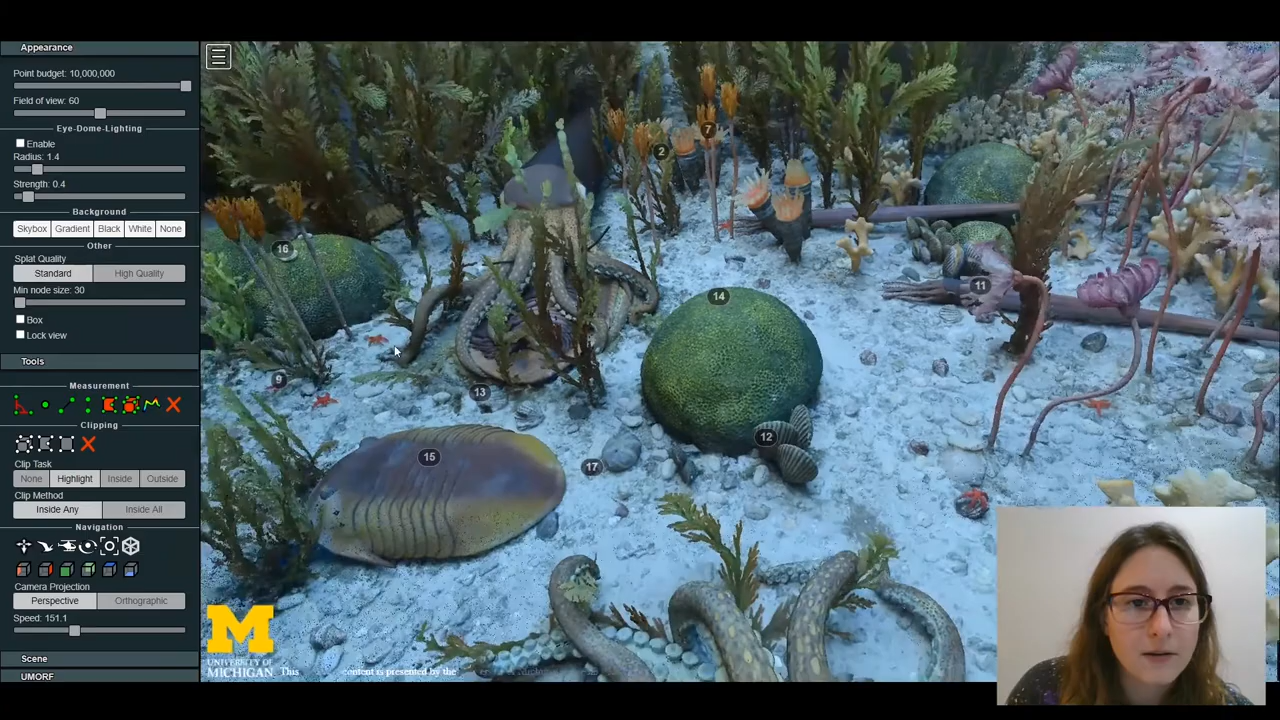 Appearance
Point budget: 10,000,000
Field of view: 60
Eye-Dome-Lighting
Enable
Radius: 1.4
Strength: 0.4
Background
Skybox Gradient Black White None
Other
Splat Quality
Standard High Quality
Min node size: 30
Box
Lock view
Tools
Measurement
Clipping
Clip Task
None Highlight Inside Outside
Clip Method
Inside Any Inside All
Navigation
Camera Projection
Perspective Orthographic
Speed: 151.1
Scene
UMORF
7
2
16
11
14
9
13
12
15
17
M
UNIVERSITY OF
MICHIGAN. This content is presented by the